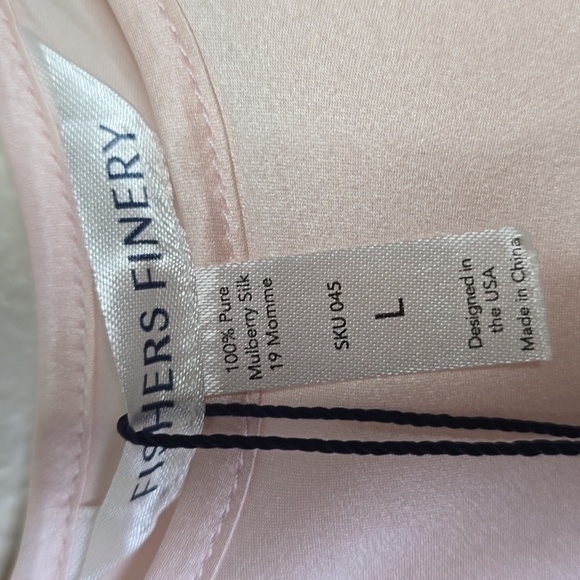 FISHERS FINERY
100% Pure
Mulberry Silk
19 Momme
SKU 045
L
Designed in
the USA
Made in China